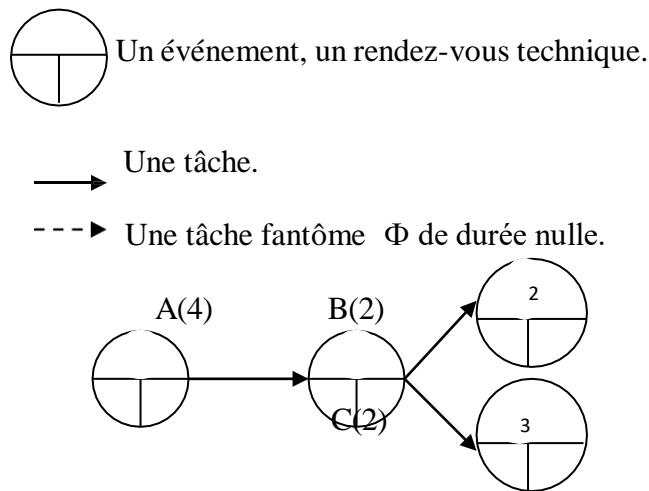 Un événement, un rendez-vous technique.
Une tâche.
Une tâche fantôme Φ de durée nulle.
A(4) B(2) 2
C(2) 3